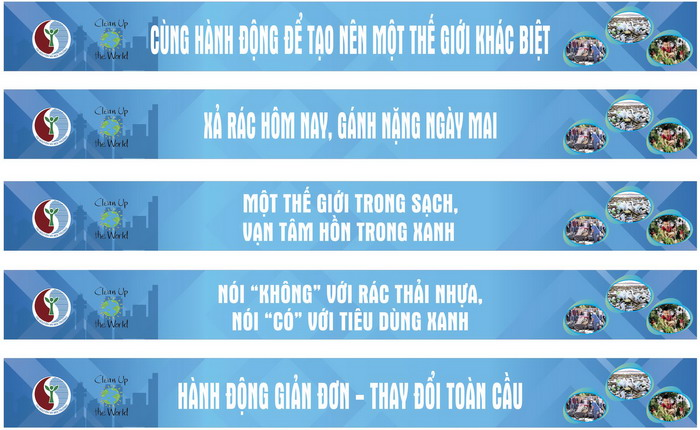 Clean Up
the World
CÙNG HÀNH ĐỘNG ĐỂ TẠO NÊN MỘT THẾ GIỚI KHÁC BIỆT
Clean Up
the World
XẢ RÁC HÔM NAY, GÁNH NẶNG NGÀY MAI
Clean Up
the World
MỘT THẾ GIỚI TRONG SẠCH,
VẠN TÂM HỒN TRONG XANH
Clean Up
the World
NÓI “KHÔNG” VỚI RÁC THẢI NHỰA,
NÓI “CÓ” VỚI TIÊU DÙNG XANH
Clean Up
the World
HÀNH ĐỘNG GIẢN ĐƠN – THAY ĐỔI TOÀN CẦU